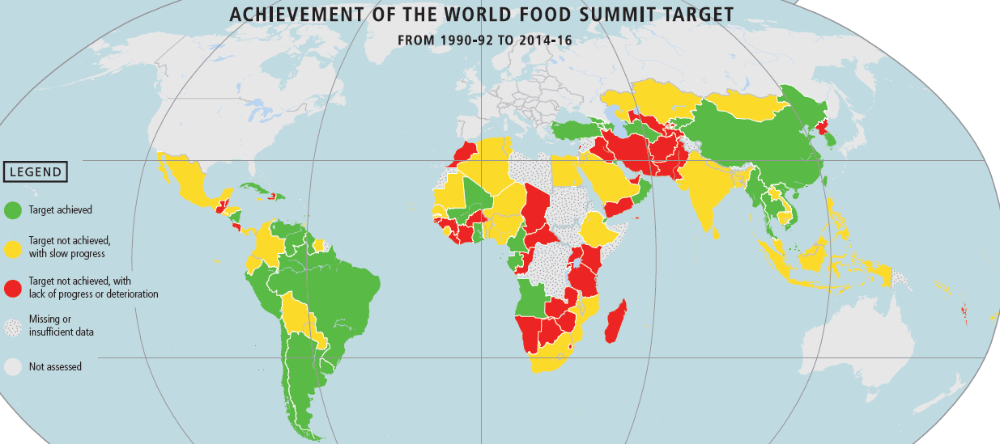 ACHIEVEMENT OF THE WORLD FOOD SUMMIT TARGET
FROM 1990-92 TO 2014-16
LEGEND
Target achieved
Target not achieved,
with slow progress
Target not achieved, with
lack of progress or deterioration
Missing or
insufficient data
Not assessed